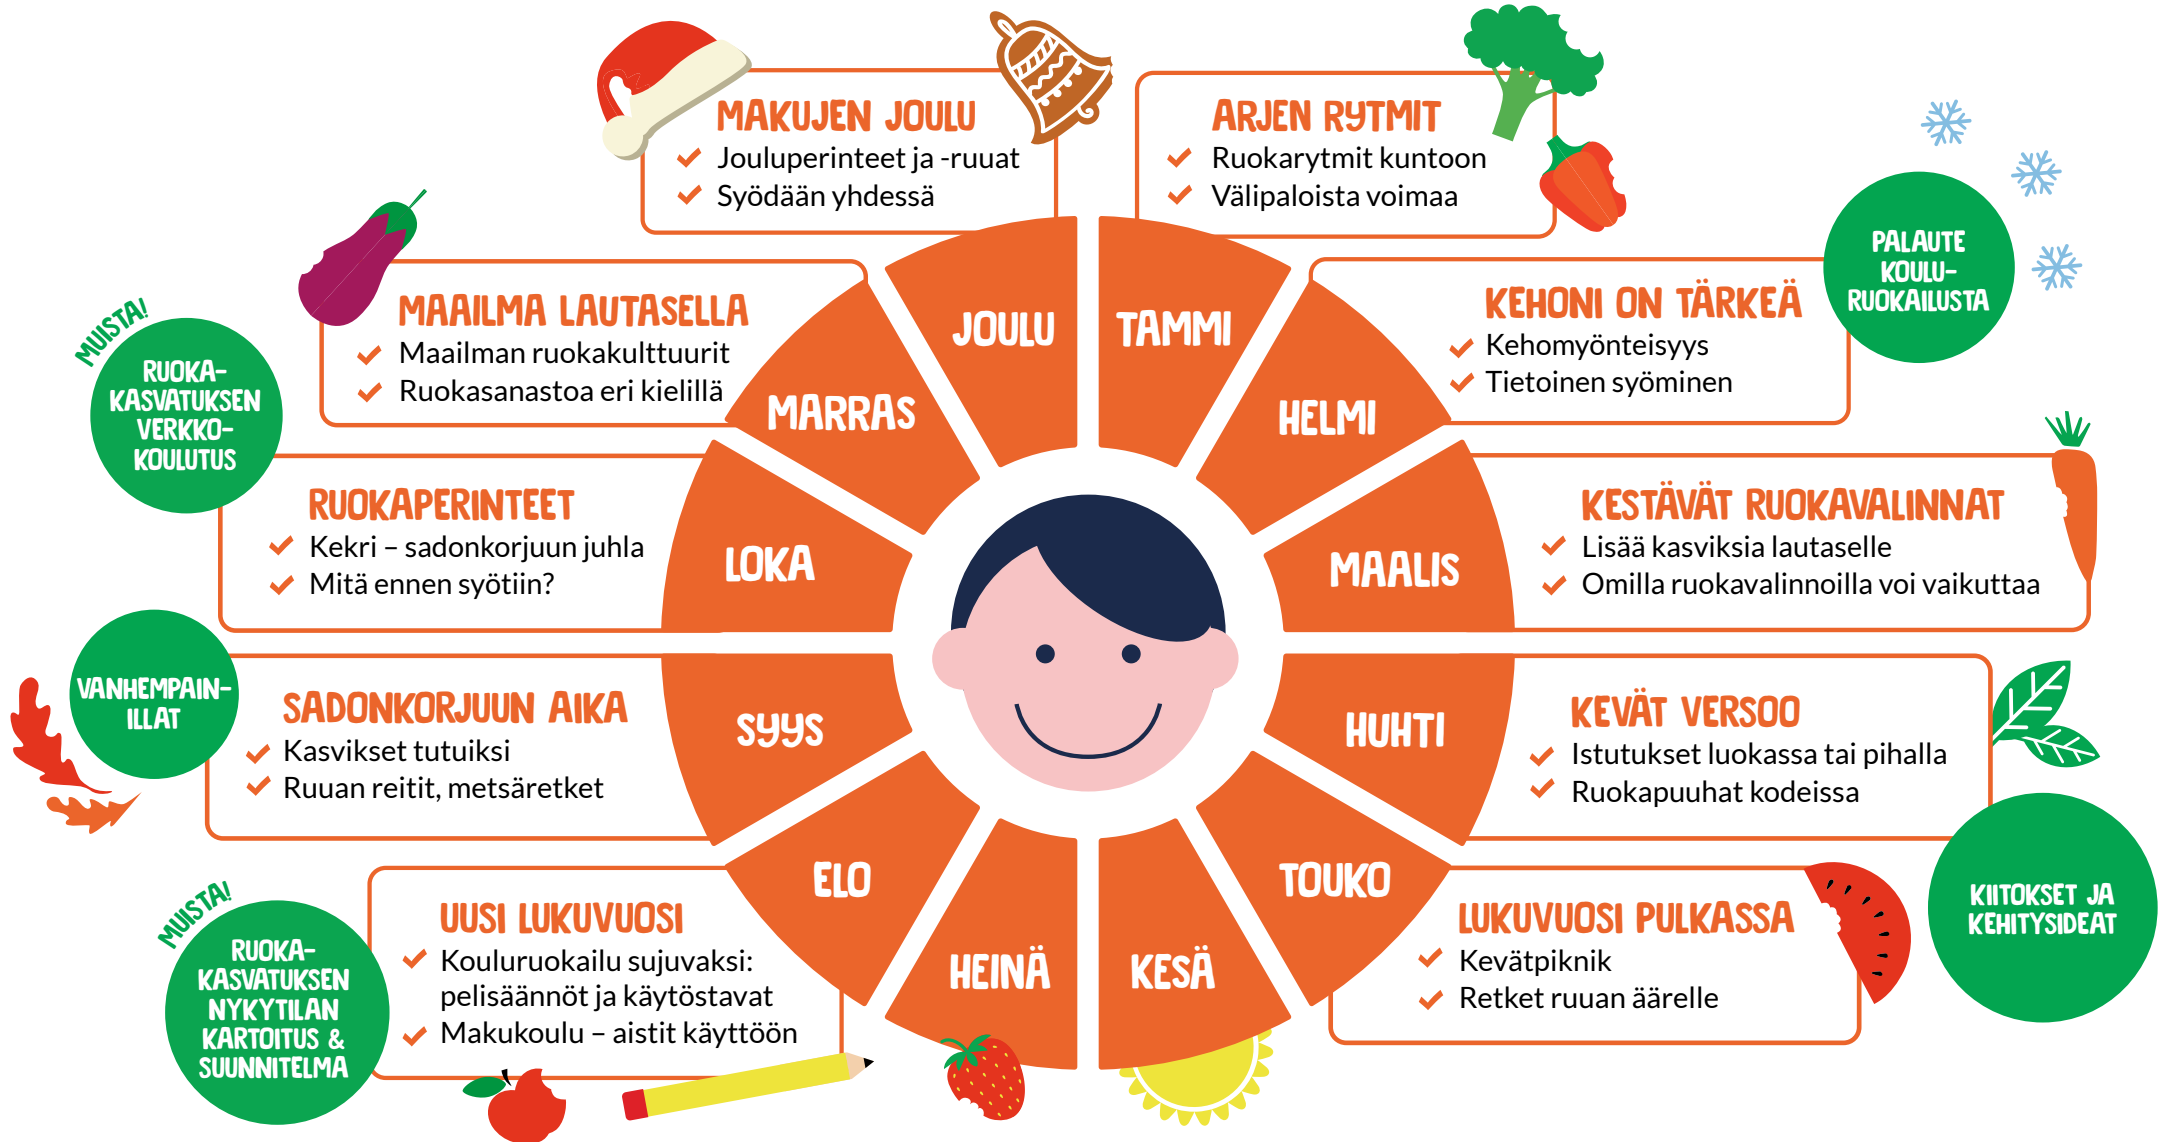 MAKUJEN JOULU
Jouluperinteet ja -ruuat
Syödään yhdessä
ARJEN RYTMIT
Ruokarytmit kuntoon
Välipaloista voimaa
PALAUTE
KOULU-
RUOKAILUSTA
KEHONI ON TÄRKEÄ
Kehomyönteisyys
Tietoinen syöminen
KESTÄVÄT RUOKAVALINNAT
Lisää kasviksia lautaselle
Omilla ruokavalinnoilla voi vaikuttaa
KEVÄT VERSOO
Istutukset luokassa tai pihalla
Ruokapuuhat kodeissa
KIITOKSET JA
KEHITYSIDEAT
LUKUVUOSI PULKASSA
Kevätpiknik
Retket ruuan äärelle
MUISTA!
RUOKA-
KASVATUKSEN
NYKYTILAN
KARTOITUS &
SUUNNITELMA
UUSI LUKUVUOSI
Kouluruokailu sujuvaksi:
pelisäännöt ja käytöstavat
Makukoulu – aistit käyttöön
VANHEMPAIN-
ILLAT
SADONKORJUUN AIKA
Kasvikset tutuiksi
Ruuan reitit, metsäretket
MUISTA!
RUOKA-
KASVATUKSEN
VERKKO-
KOULUTUS
RUOKAPERINTEET
Kekri – sadonkorjuun juhla
Mitä ennen syötiin?
MAAILMA LAUTASELLA
Maailman ruokakulttuurit
Ruokasanastoa eri kielillä
JOULU
TAMMI
HELMI
MAALIS
HUHTI
TOUKO
KESÄ
HEINÄ
ELO
SYYS
LOKA
MARRAS